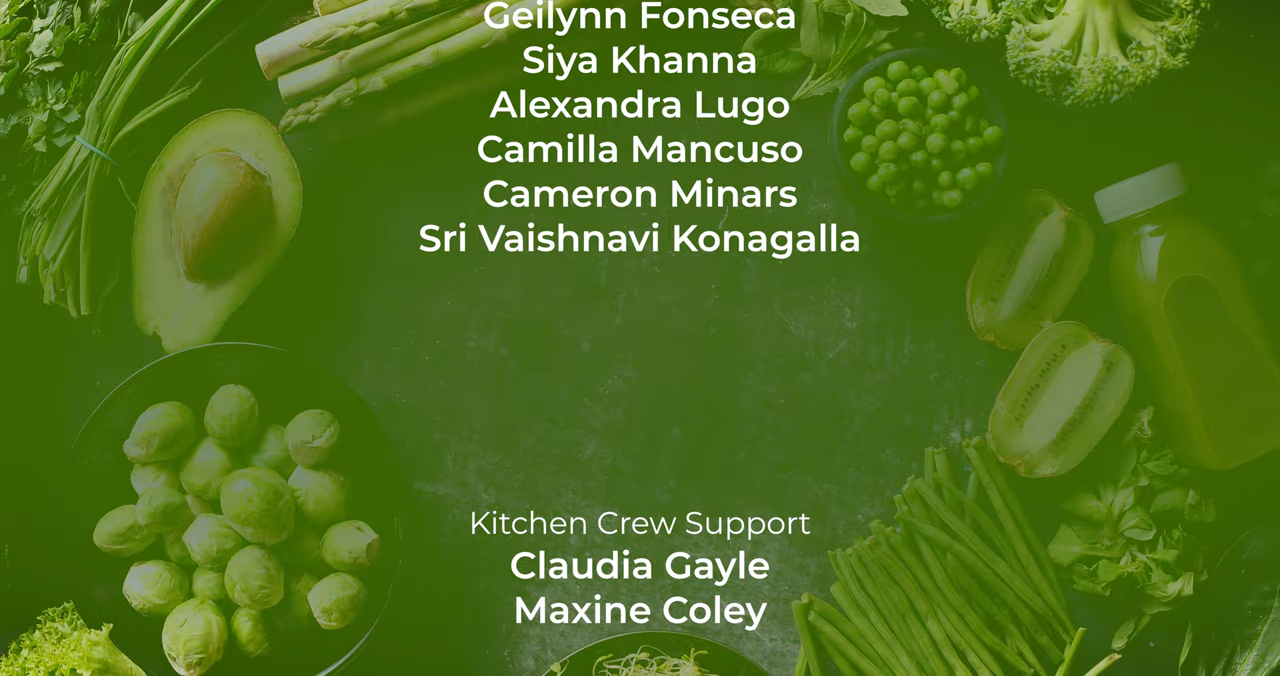 Geilynn Fonseca
Siya Khanna
Alexandra Lugo
Camilla Mancuso
Cameron Minars
Sri Vaishnavi Konagalla
Kitchen Crew Support
Claudia Gayle
Maxine Coley